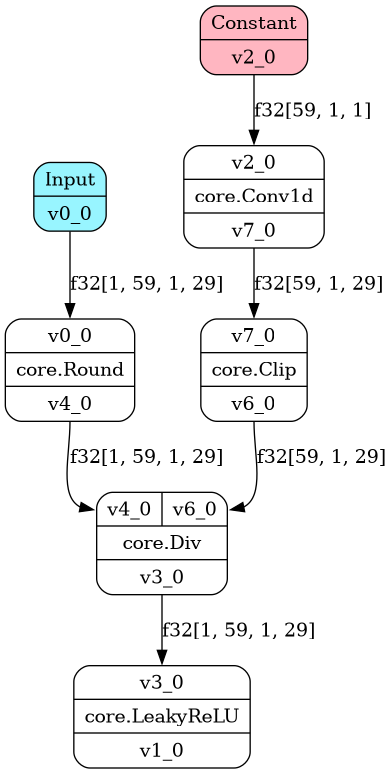 Constant
v2_0
f32[59, 1, 1]
Input
v0_0
v2_0
core.Conv1d
v7_0
f32[1, 59, 1, 29]
f32[59, 1, 29]
v0_0
core.Round
v4_0
v7_0
core.Clip
v6_0
f32[1, 59, 1, 29]
f32[59, 1, 29]
v4_0 v6_0
core.Div
v3_0
f32[1, 59, 1, 29]
v3_0
core.LeakyReLU
v1_0